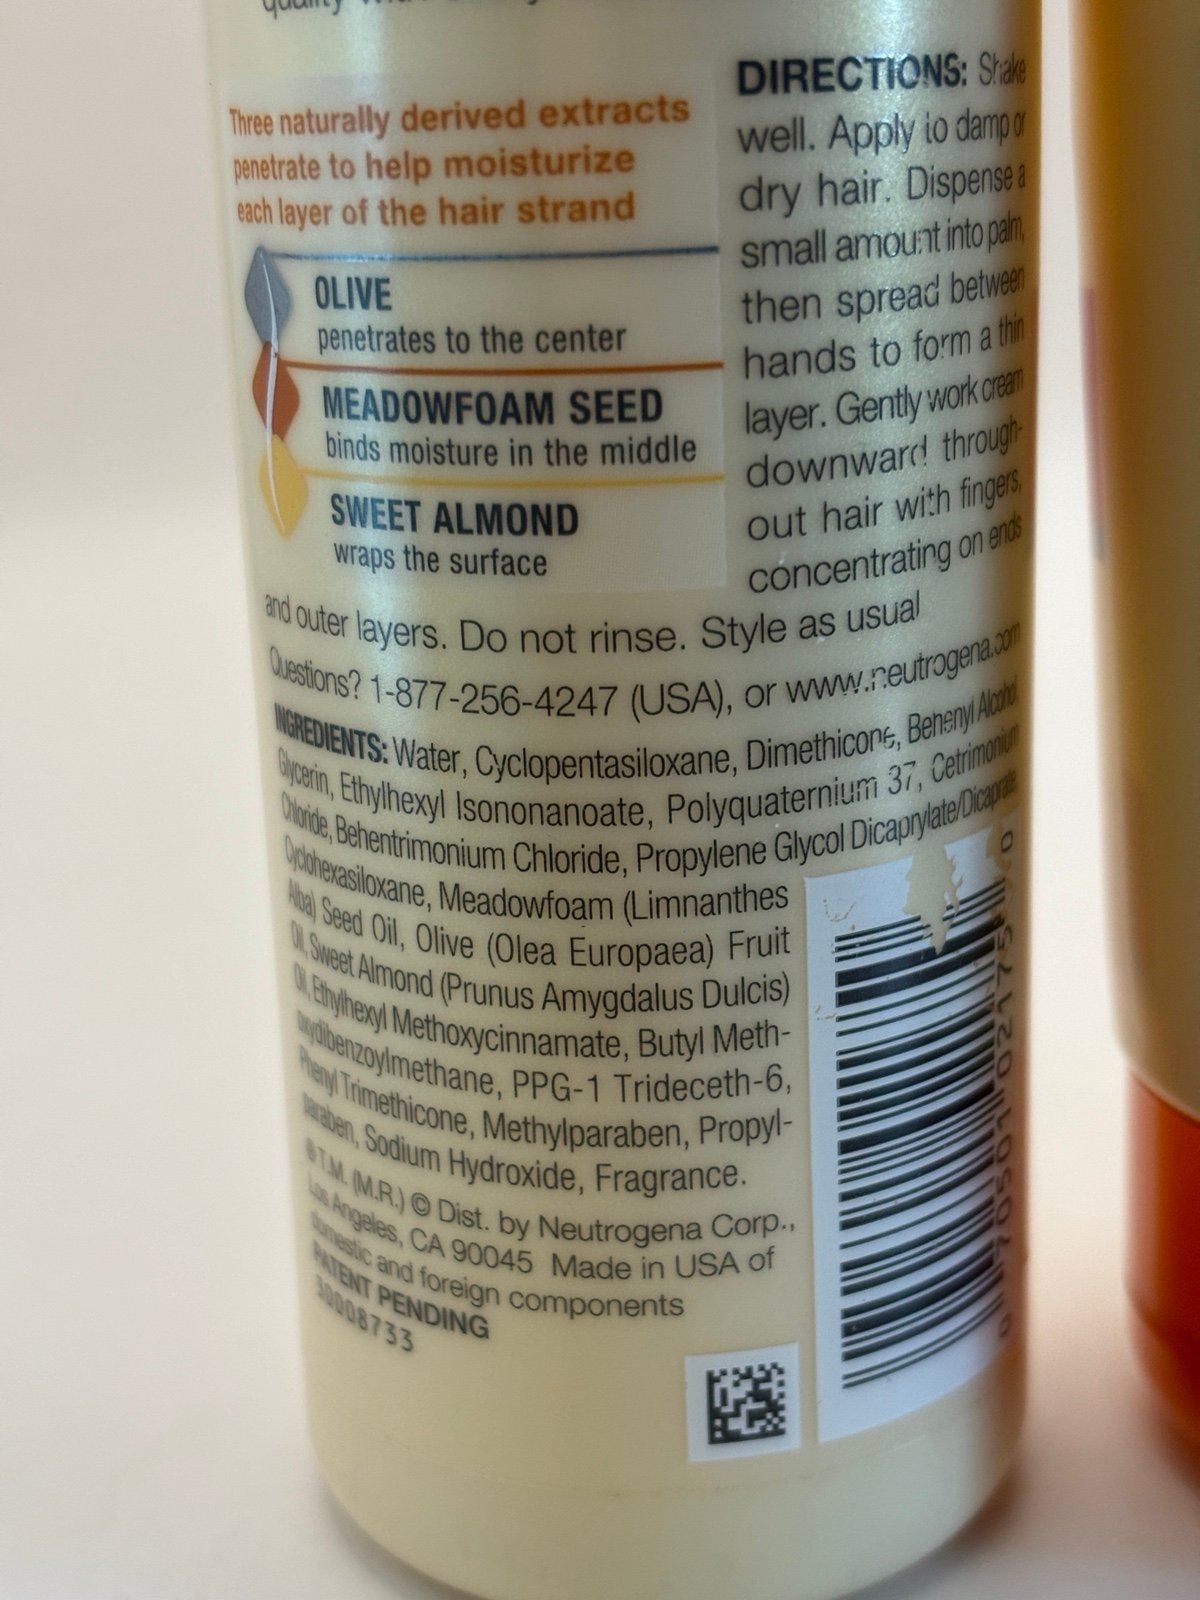 quality
Three naturally derived extracts
penetrate to help moisturize
each layer of the hair strand
OLIVE
penetrates to the center
MEADOWFOAM SEED
binds moisture in the middle
SWEET ALMOND
wraps the surface
DIRECTIONS: Shake
well. Apply to damp or
dry hair. Dispense a
small amount into palm,
then spread between
hands to form a thin
layer. Gently work cream
downward through-
out hair with fingers,
concentrating on ends
and outer layers. Do not rinse. Style as usual
Questions? 1-877-256-4247 (USA), or www.neutrogena.com
INGREDIENTS: Water, Cyclopentasiloxane, Dimethicone, Behenyl Alcohol,
Glycerin, Ethylhexyl Isononanoate, Polyquaternium 37, Cetrimonium
Chloride, Behentrimonium Chloride, Propylene Glycol Dicaprylate/Dicaprate,
Cyclohexasiloxane, Meadowfoam (Limnanthes
Alba) Seed Oil, Olive (Olea Europaea) Fruit
Oil, Sweet Almond (Prunus Amygdalus Dulcis)
Oil, Ethylhexyl Methoxycinnamate, Butyl Meth-
oxydibenzoylmethane, PPG-1 Trideceth-6,
Phenyl Trimethicone, Methylparaben, Propyl-
paraben, Sodium Hydroxide, Fragrance.
® T.M. (M.R.) © Dist. by Neutrogena Corp.,
Los Angeles, CA 90045 Made in USA of
domestic and foreign components
PATENT PENDING
30008733